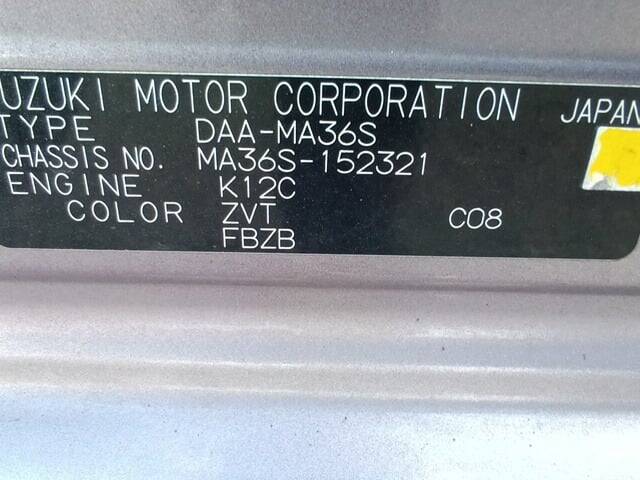 UZUKI MOTOR CORPORATION JAPAN
TYPE DAA-MA36S
CHASSIS NO. MA36S-152321
ENGINE K12C
COLOR ZVT C08
FBZB